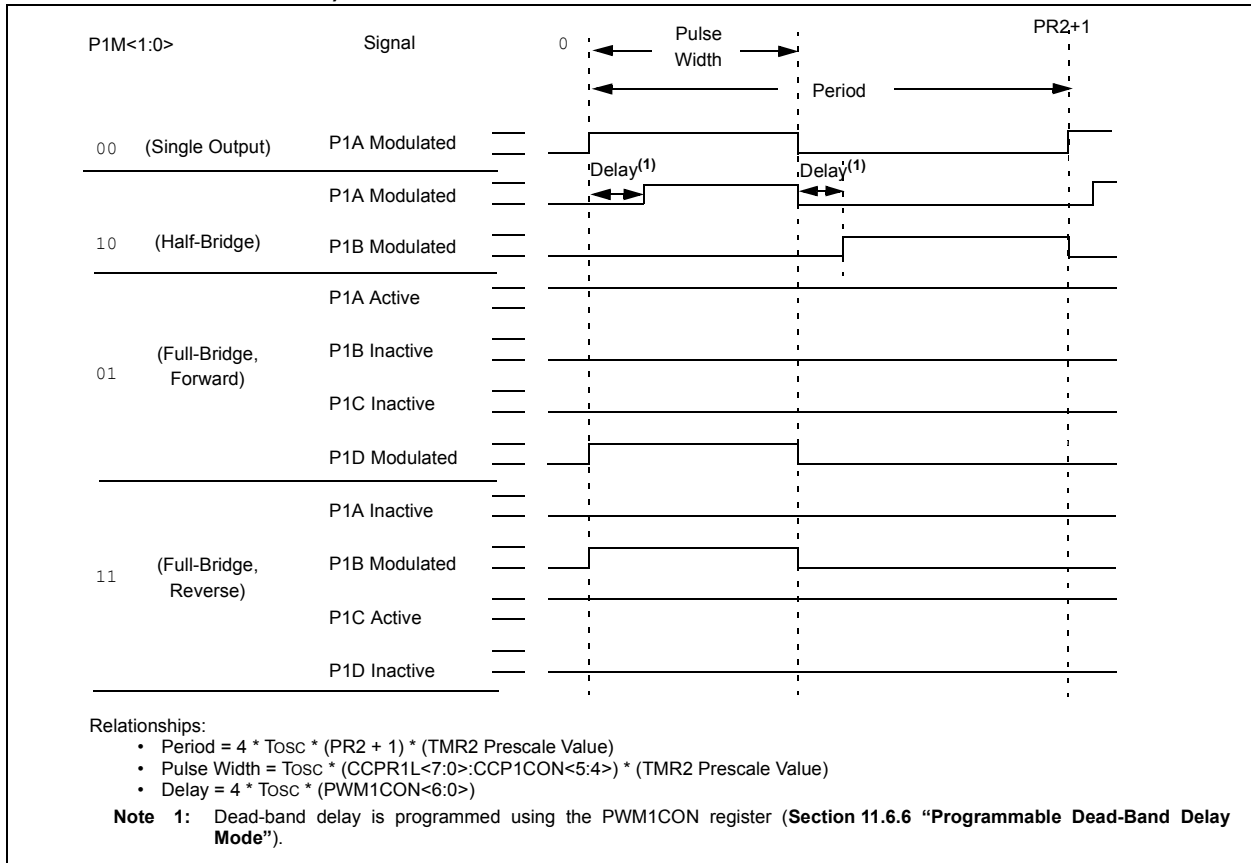 P1M<1:0> Signal 0 Pulse Width PR2+1
Period
00 (Single Output) P1A Modulated
Delay(1) Delay(1)
P1A Modulated
10 (Half-Bridge) P1B Modulated
P1A Active
01 (Full-Bridge, Forward) P1B Inactive
P1C Inactive
P1D Modulated
P1A Inactive
11 (Full-Bridge, Reverse) P1B Modulated
P1C Active
P1D Inactive
Relationships:
• Period = 4 * TOSC * (PR2 + 1) * (TMR2 Prescale Value)
• Pulse Width = TOSC * (CCPR1L<7:0>:CCP1CON<5:4>) * (TMR2 Prescale Value)
• Delay = 4 * TOSC * (PWM1CON<6:0>)
Note 1: Dead-band delay is programmed using the PWM1CON register (Section 11.6.6 “Programmable Dead-Band Delay
Mode”).